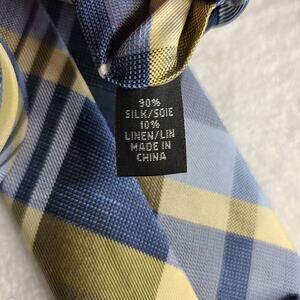 90%
SILK/SOIE
10%
LINEN/LIN
MADE IN
CHINA